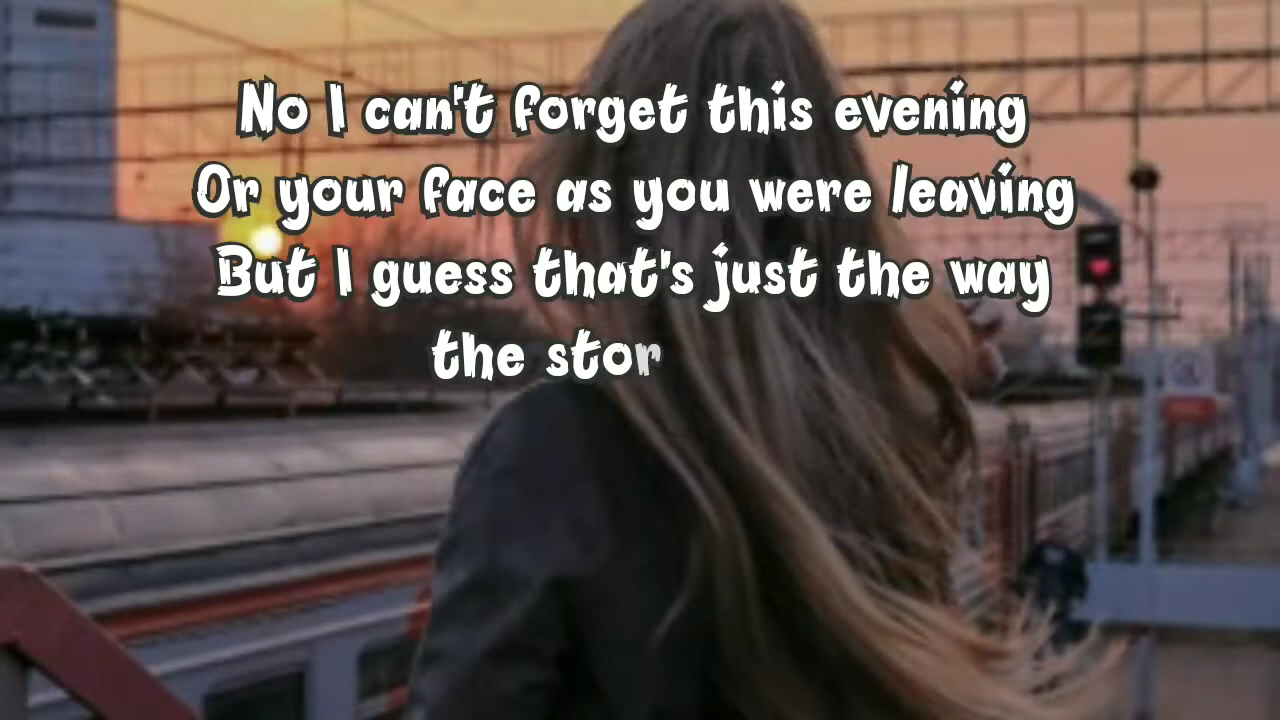 No I can't forget this evening
Or your face as you were leaving
But I guess that's just the way
the stor